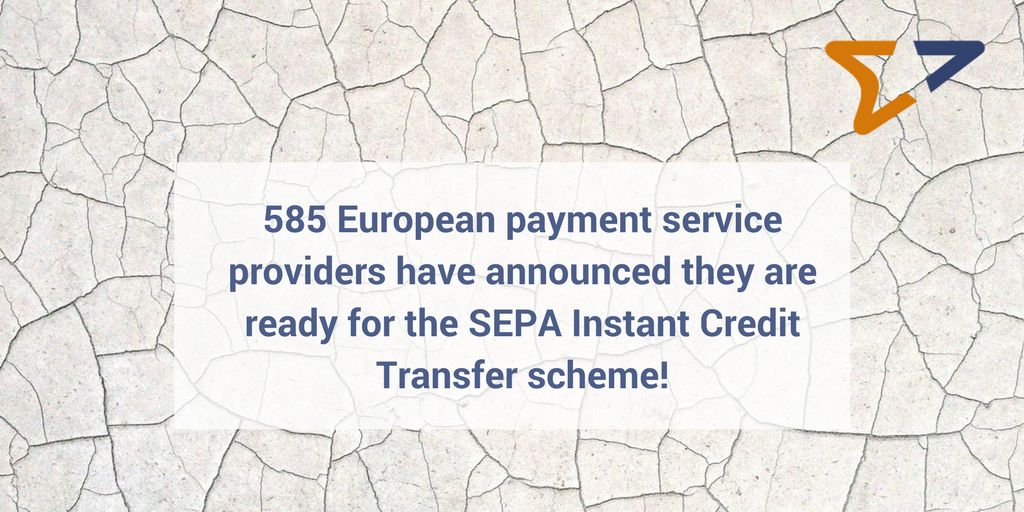 585 European payment service
providers have announced they are
ready for the SEPA Instant Credit
Transfer scheme!